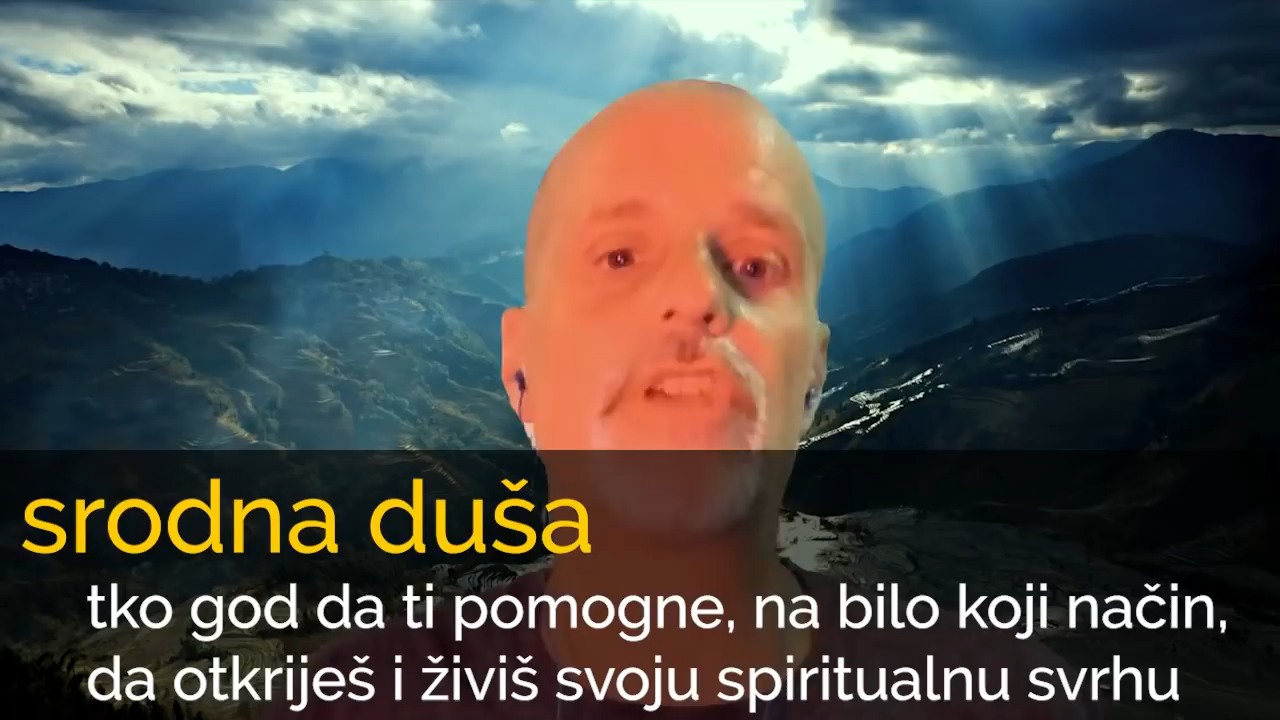 srodna duša
tko god da ti pomogne, na bilo koji način,
da otkriješ i živiš svoju spiritualnu svrhu